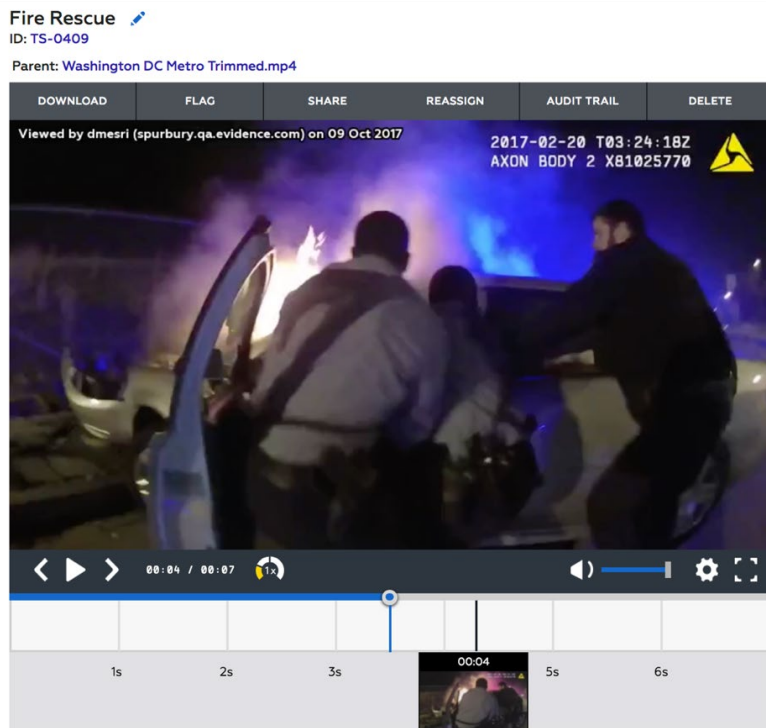 Fire Rescue
ID: TS-0409
Parent: Washington DC Metro Trimmed.mp4
DOWNLOAD FLAG SHARE REASSIGN AUDIT TRAIL DELETE
Viewed by dmesri (spurbury.qa.evidence.com) on 09 Oct 2017
2017-02-20 T03:24:18Z
AXON BODY 2 X81025770
00:04 / 00:07 1x
00:04
1s 2s 3s 5s 6s